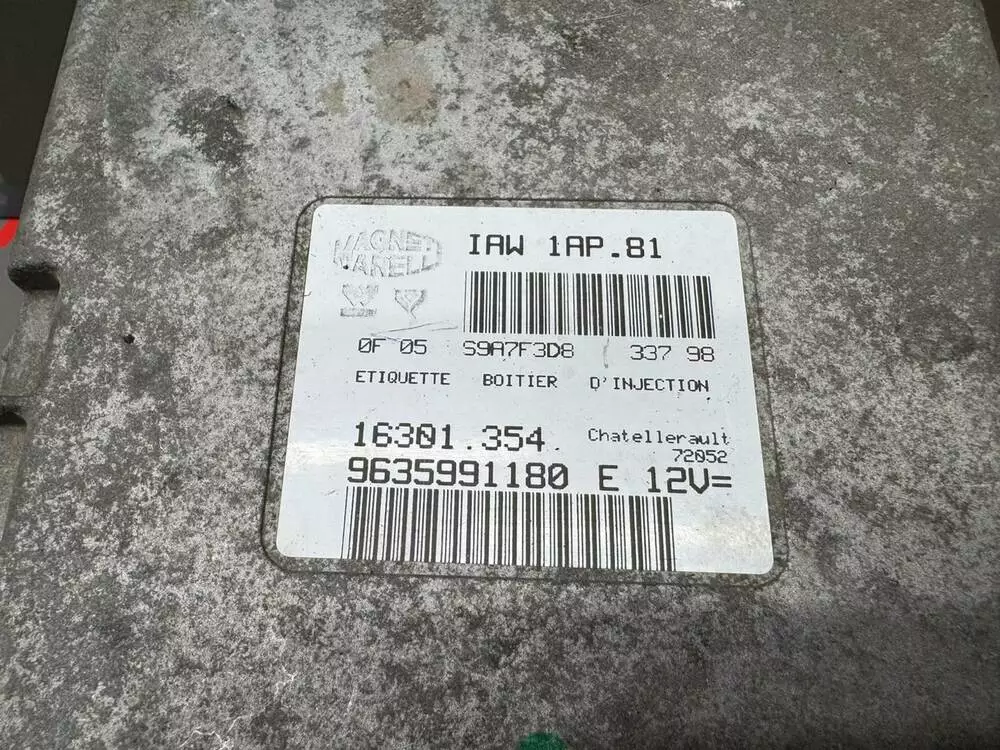 MAGNETI
MARELLI
IAW 1AP.81
0F 05 S9A7F3D8 337 98
ETIQUETTE BOITIER D'INJECTION
16301.354. Chatellerault
72052
9635991180 E 12V=